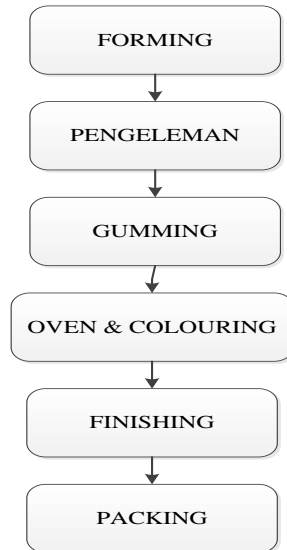 FORMING
PENGELEMAN
GUMMING
OVEN & COLOURING
FINISHING
PACKING